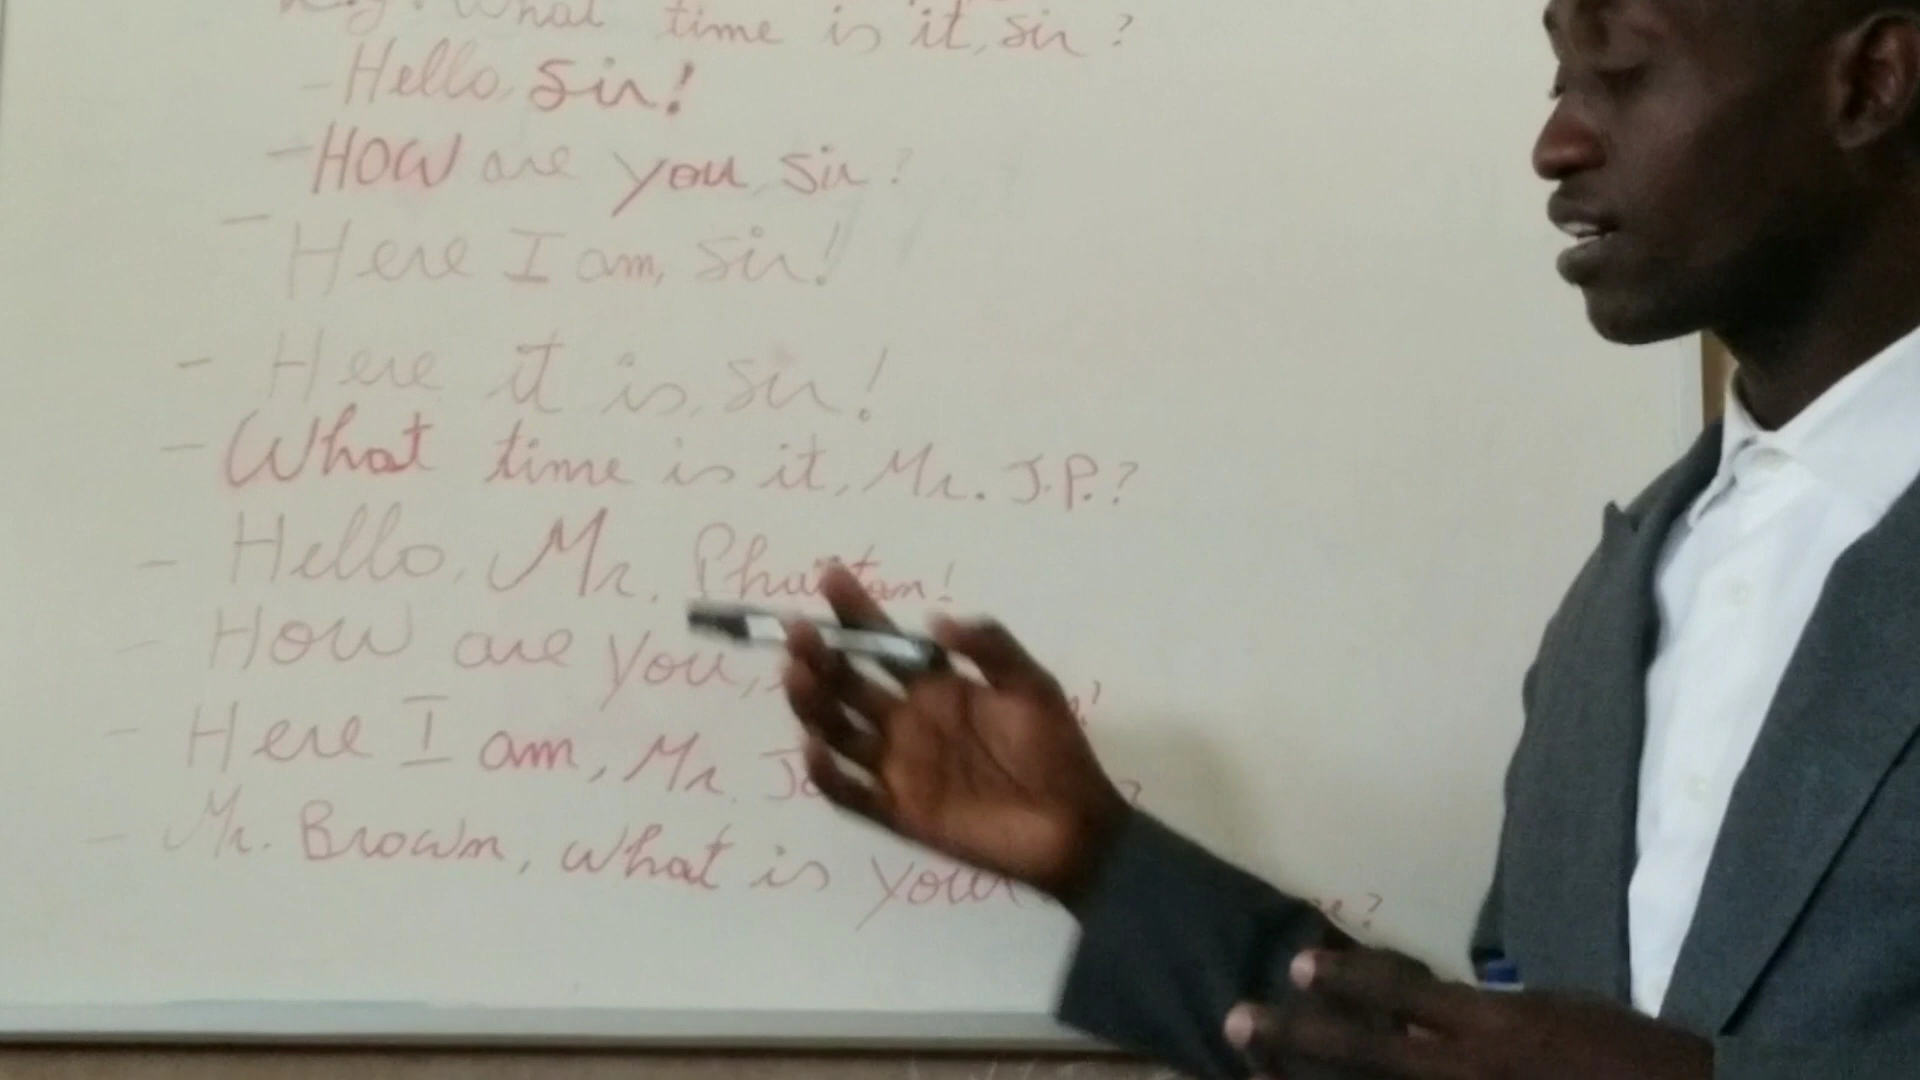 What time is it, sir?
- Hello, Sir!
- HOW are you, Sir?
- Here I am, Sir!
- Here it is, sir!
- What time is it, Mr. J.P.?
- Hello, Mr.
- How are you,
- Here I am, Mr.
- Mr. Brown, what is your